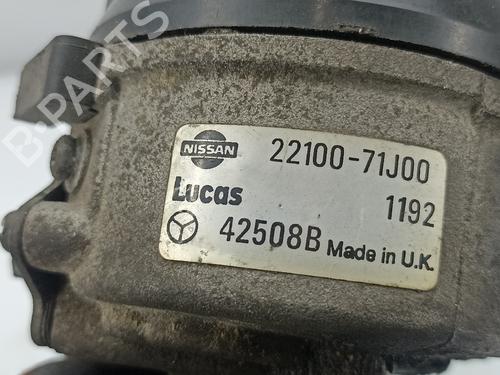 NISSAN 22100-71J00
Lucas 1192
42508B Made in U.K.
B-PARTS